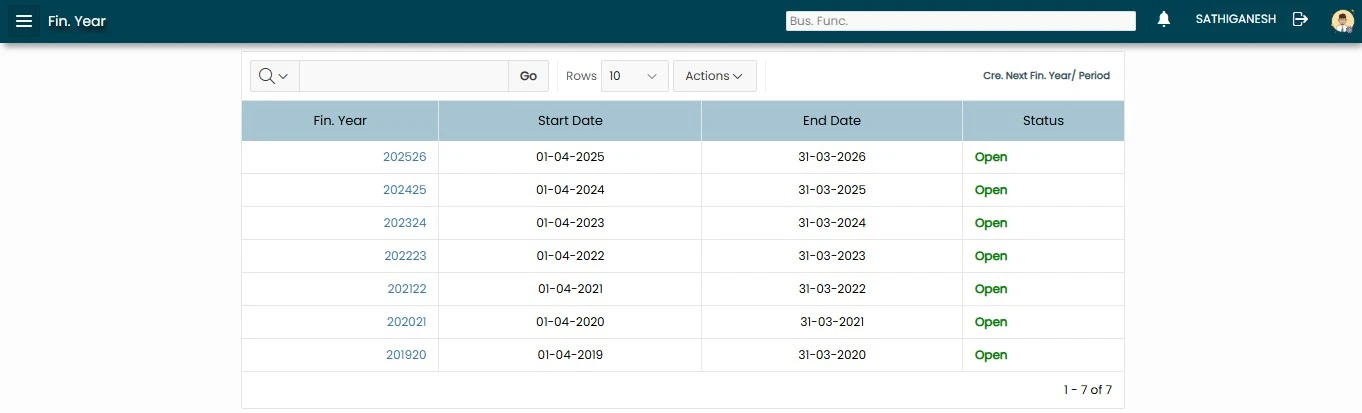 Fin. Year Bus. Func. SATHIGANESH
Go Rows 10 Actions Cre. Next Fin. Year/ Period
Fin. Year Start Date End Date Status
202526 01-04-2025 31-03-2026 Open
202425 01-04-2024 31-03-2025 Open
202324 01-04-2023 31-03-2024 Open
202223 01-04-2022 31-03-2023 Open
202122 01-04-2021 31-03-2022 Open
202021 01-04-2020 31-03-2021 Open
201920 01-04-2019 31-03-2020 Open
1 - 7 of 7